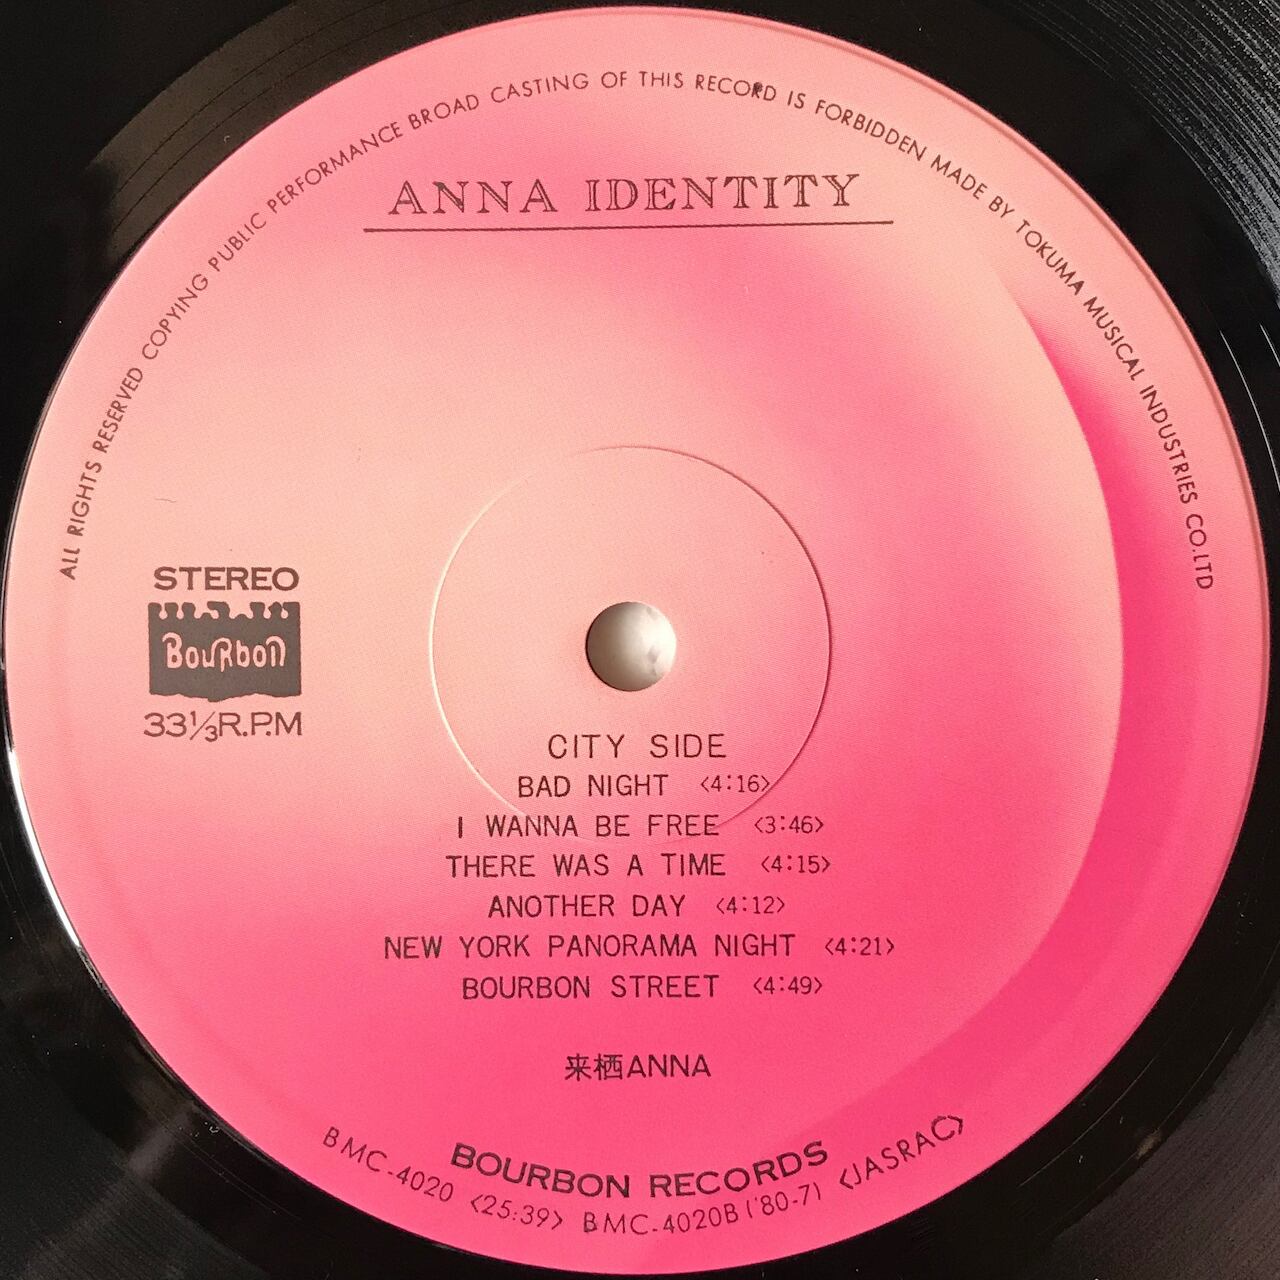 ALL RIGHTS RESERVED COPYING PUBLIC PERFORMANCE BROAD CASTING OF THIS RECORD IS FORBIDDEN MADE BY TOKUMA MUSICAL INDUSTRIES CO.LTD
ANNA IDENTITY
STEREO
BOURBON
33⅓R.P.M
CITY SIDE
BAD NIGHT <4:16>
I WANNA BE FREE <3:46>
THERE WAS A TIME <4:15>
ANOTHER DAY <4:12>
NEW YORK PANORAMA NIGHT <4:21>
BOURBON STREET <4:49>
来栖ANNA
BOURBON RECORDS
BMC-4020 <25:39> BMC-4020B ('80-7) <JASRAC>